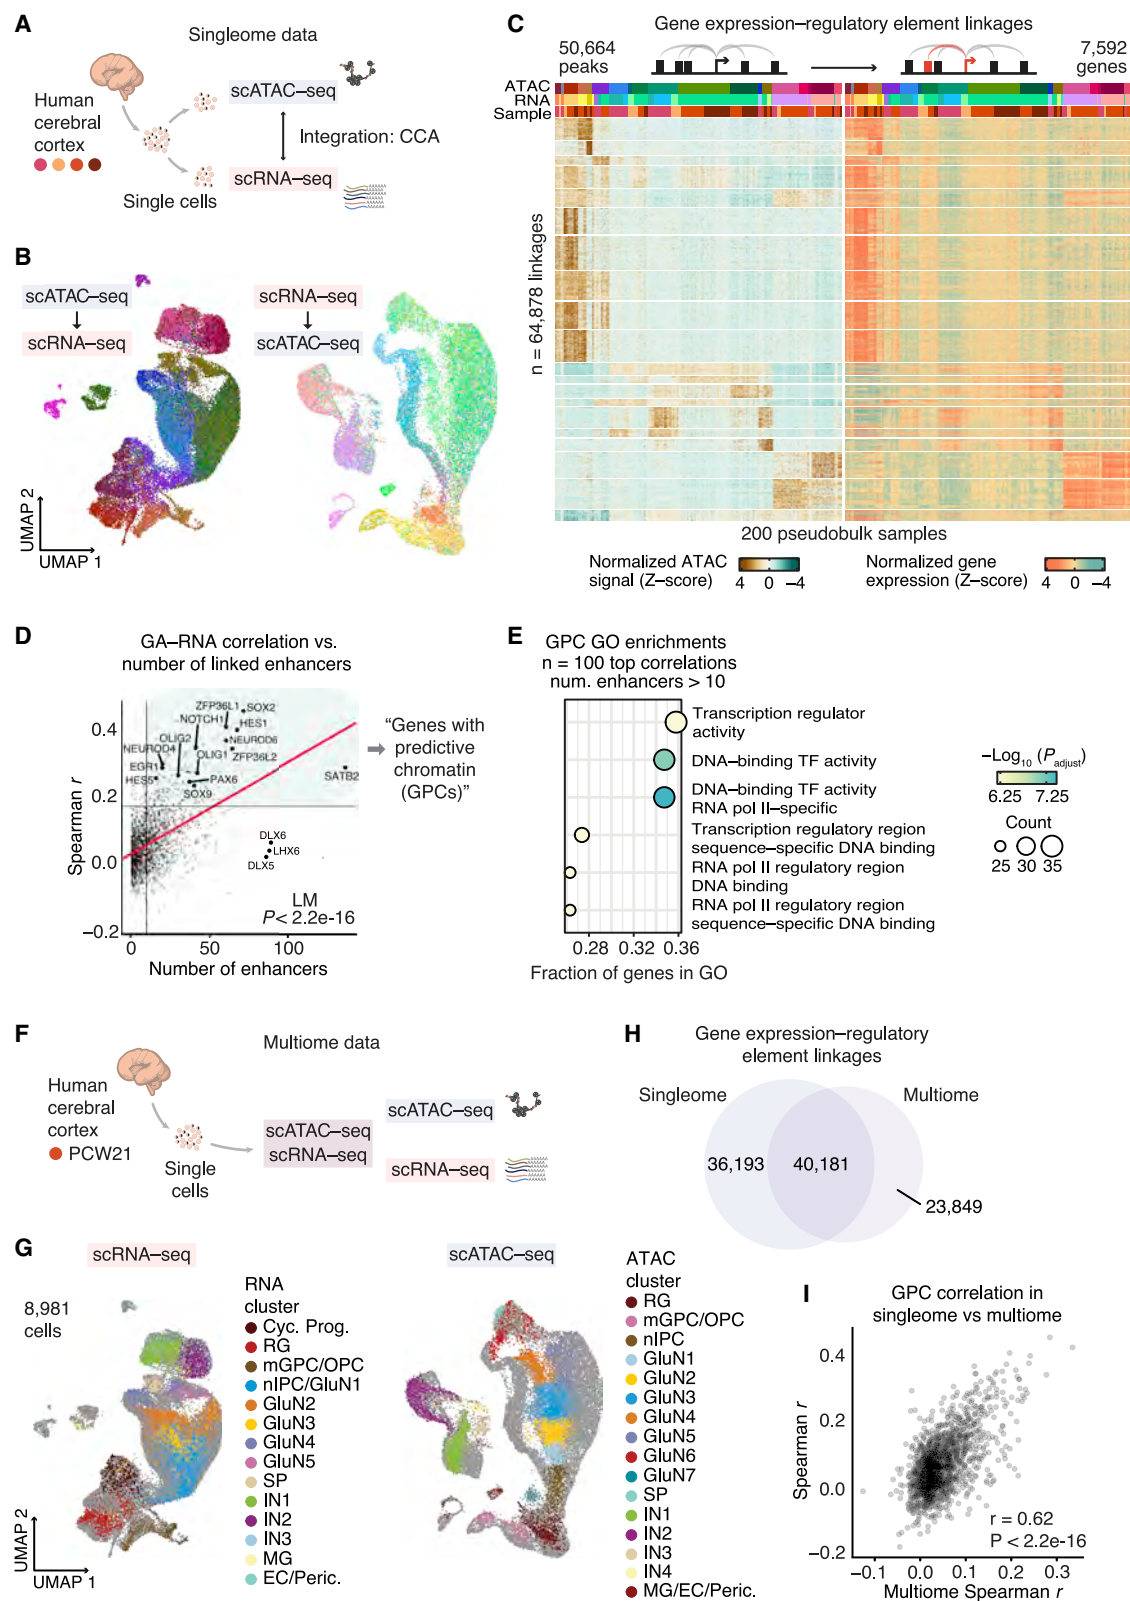 A
Singleome data
scATAC–seq
Human
cerebral
cortex
Integration: CCA
scRNA–seq
Single cells
B
scATAC–seq
scRNA–seq
scRNA–seq
scATAC–seq
UMAP 2
UMAP 1
C
Gene expression–regulatory element linkages
50,664
peaks
7,592
genes
ATAC
RNA
Sample
n = 64,878 linkages
200 pseudobulk samples
Normalized ATAC
signal (Z–score)
4 0 –4
Normalized gene
expression (Z–score)
4 0 –4
D
GA–RNA correlation vs.
number of linked enhancers
Spearman r
0.4
0.2
0.0
–0.2
ZFP36L1
SOX2
NOTCH1
HES1
OLIG2
NEUROD6
NEUROD4
OLIG1
ZFP36L2
EGR1
HES5
PAX6
SOX9
SATB2
DLX6
LHX6
DLX5
LM
P < 2.2e-16
0 50 100
Number of enhancers
“Genes with
predictive
chromatin
(GPCs)”
E
GPC GO enrichments
n = 100 top correlations
num. enhancers > 10
Transcription regulator
activity
DNA–binding TF activity
DNA–binding TF activity
RNA pol II–specific
Transcription regulatory region
sequence–specific DNA binding
RNA pol II regulatory region
DNA binding
RNA pol II regulatory region
sequence–specific DNA binding
0.28 0.32 0.36
Fraction of genes in GO
–Log10 (Padjust)
6.25 7.25
Count
25 30 35
F
Multiome data
Human
cerebral
cortex
PCW21
Single
cells
scATAC–seq
scRNA–seq
scATAC–seq
scRNA–seq
G
scRNA–seq
8,981
cells
UMAP 2
UMAP 1
RNA
cluster
Cyc. Prog.
RG
mGPC/OPC
nIPC/GluN1
GluN2
GluN3
GluN4
GluN5
SP
IN1
IN2
IN3
MG
EC/Peric.
scATAC–seq
ATAC
cluster
RG
mGPC/OPC
nIPC
GluN1
GluN2
GluN3
GluN4
GluN5
GluN6
GluN7
SP
IN1
IN2
IN3
IN4
MG/EC/Peric.
H
Gene expression–regulatory
element linkages
Singleome
Multiome
36,193
40,181
23,849
I
GPC correlation in
singleome vs multiome
Spearman r
0.4
0.2
0.0
–0.2
r = 0.62
P < 2.2e-16
–0.1 0.0 0.1 0.2 0.3
Multiome Spearman r